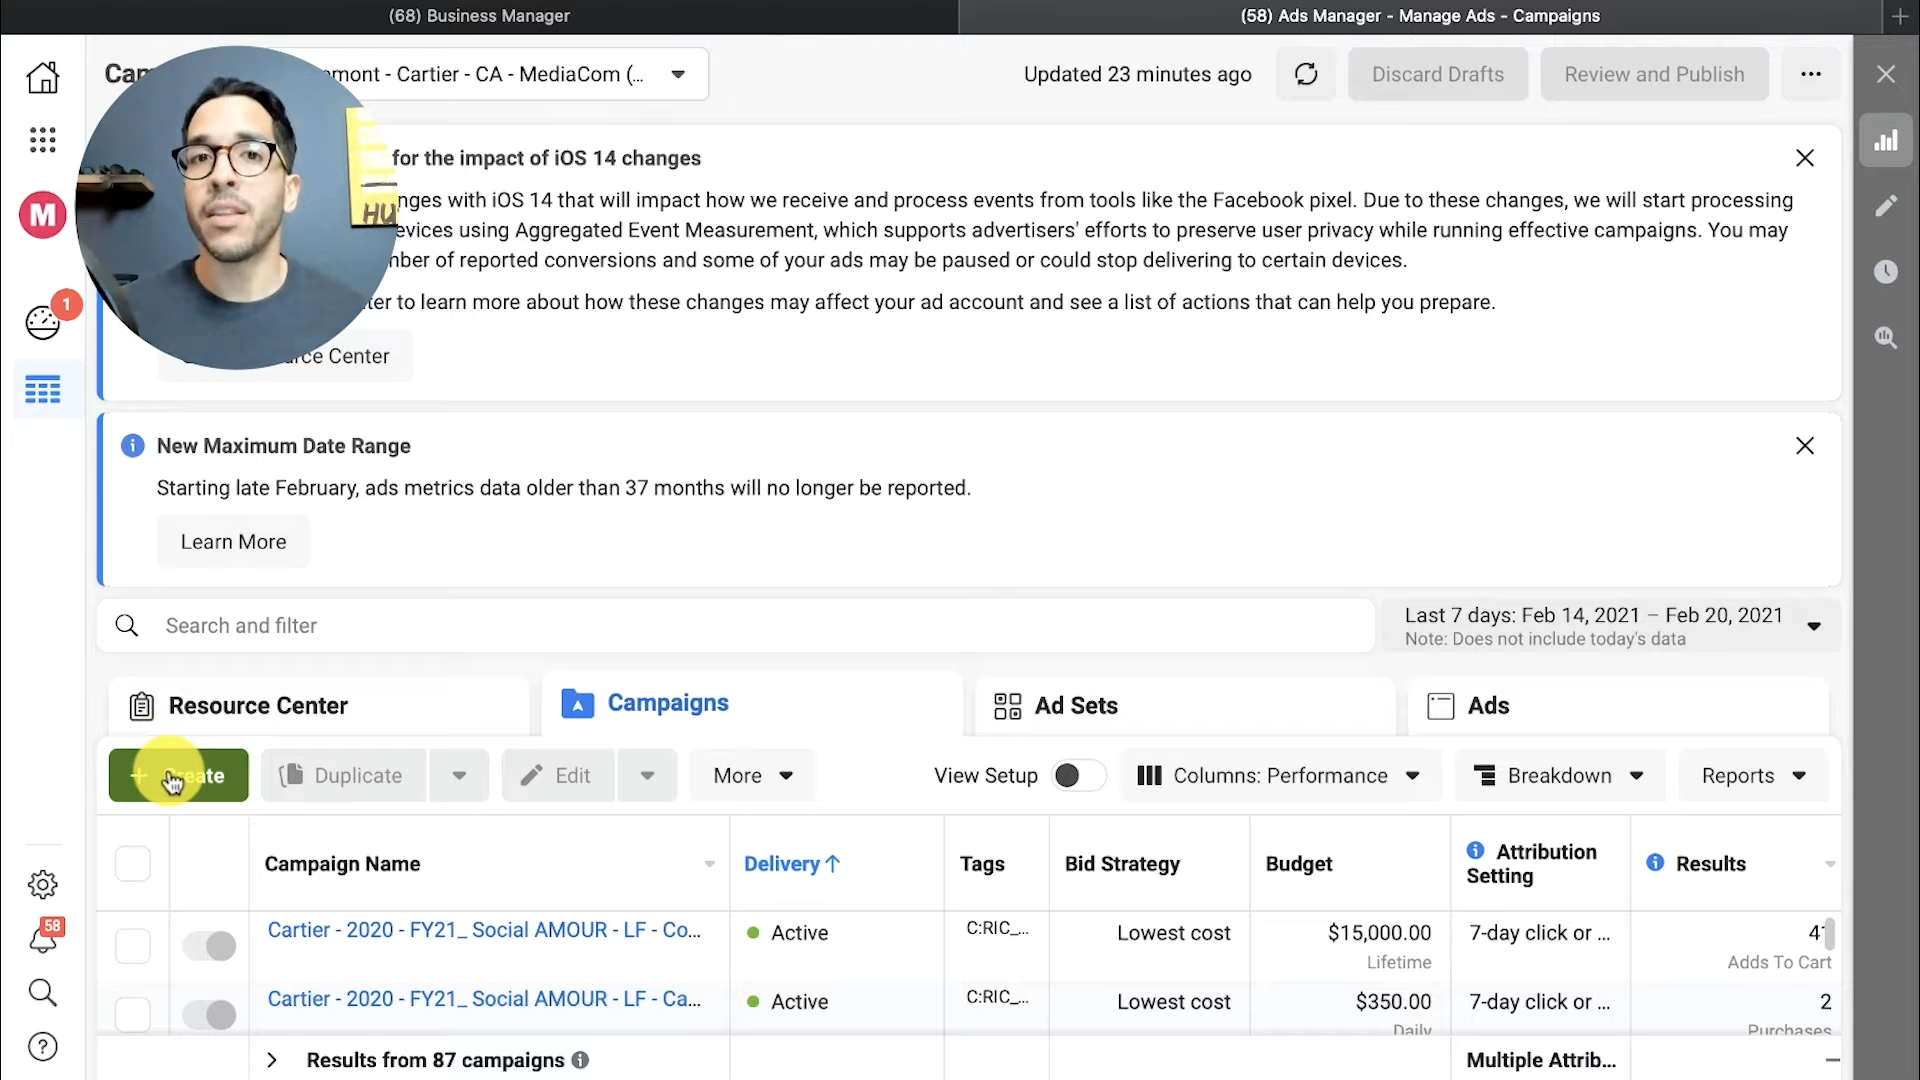 (68) Business Manager
(58) Ads Manager - Manage Ads - Campaigns
mont - Cartier - CA - MediaCom (...
Updated 23 minutes ago
Discard Drafts
Review and Publish
for the impact of iOS 14 changes
nges with iOS 14 that will impact how we receive and process events from tools like the Facebook pixel. Due to these changes, we will start processing
evices using Aggregated Event Measurement, which supports advertisers' efforts to preserve user privacy while running effective campaigns. You may
nber of reported conversions and some of your ads may be paused or could stop delivering to certain devices.
ter to learn more about how these changes may affect your ad account and see a list of actions that can help you prepare.
rce Center
M
HU
1
New Maximum Date Range
Starting late February, ads metrics data older than 37 months will no longer be reported.
Learn More
Search and filter
Last 7 days: Feb 14, 2021 – Feb 20, 2021
Note: Does not include today's data
Resource Center
Campaigns
Ad Sets
Ads
+ Create
Duplicate
Edit
More
View Setup
Columns: Performance
Breakdown
Reports
Campaign Name
Delivery ↑
Tags
Bid Strategy
Budget
Attribution
Setting
Results
Cartier - 2020 - FY21_ Social AMOUR - LF - Co...
Active
C:RIC_...
Lowest cost
$15,000.00
Lifetime
7-day click or ...
Adds To Cart
Cartier - 2020 - FY21_ Social AMOUR - LF - Ca...
Active
C:RIC_...
Lowest cost
$350.00
Daily
7-day click or ...
2
Purchases
Results from 87 campaigns
Multiple Attrib...
—
58